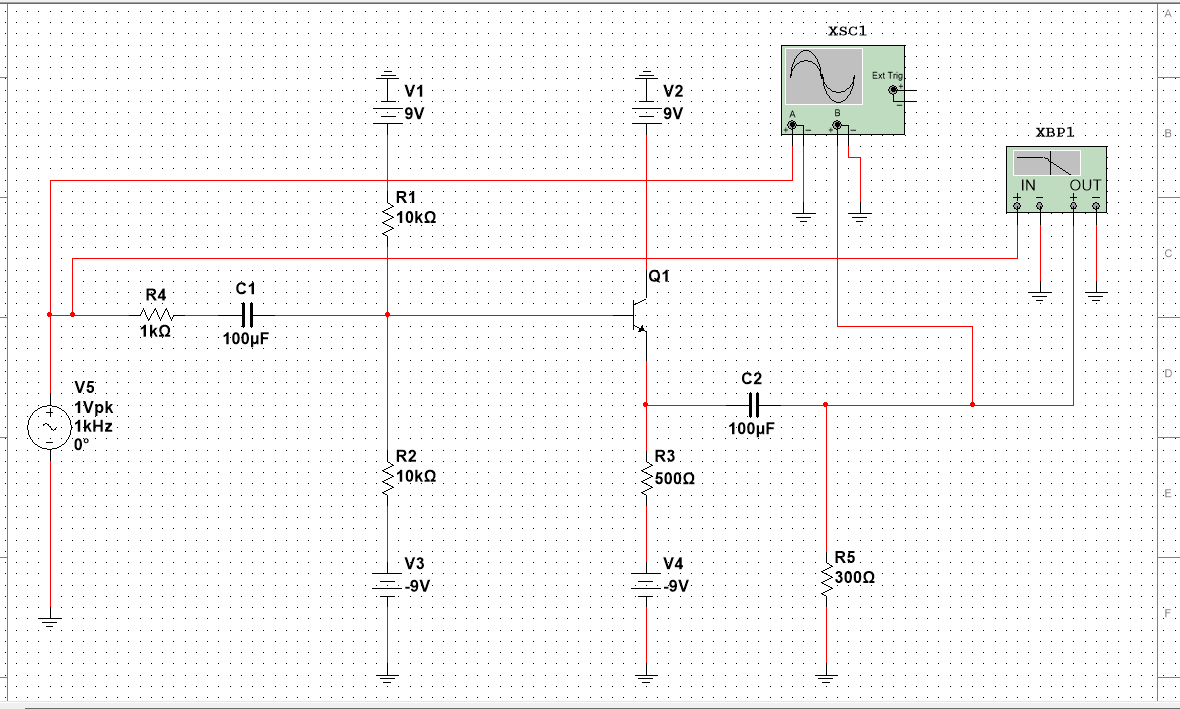 A
XSC1
Ext Trig
+
–
A
B
+
–
+
–
V1
9V
V2
9V
XBP1
B
IN
OUT
+
–
+
–
R1
10kΩ
C
Q1
R4
1kΩ
C1
100µF
D
C2
100µF
V5
1Vpk
1kHz
0°
+
–
R2
10kΩ
R3
500Ω
E
V3
-9V
V4
-9V
R5
300Ω
F